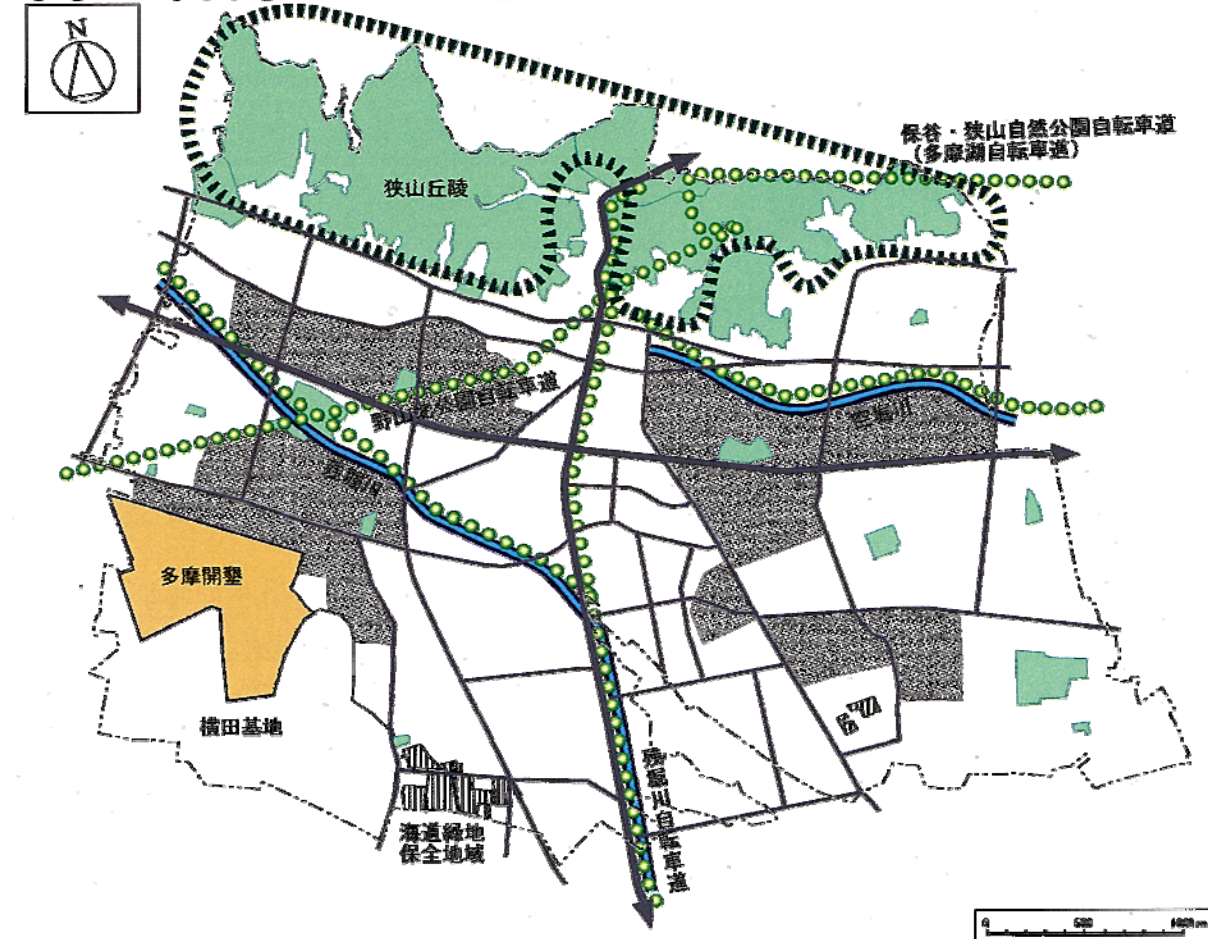 N
保谷・狭山自然公園自転車道
(多摩湖自転車道)
狭山丘陵
野山北公園自転車道
空堀川
残堀川
多摩開墾
横田基地
残堀川自転車道
海道緑地
保全地域
0 500 1000m